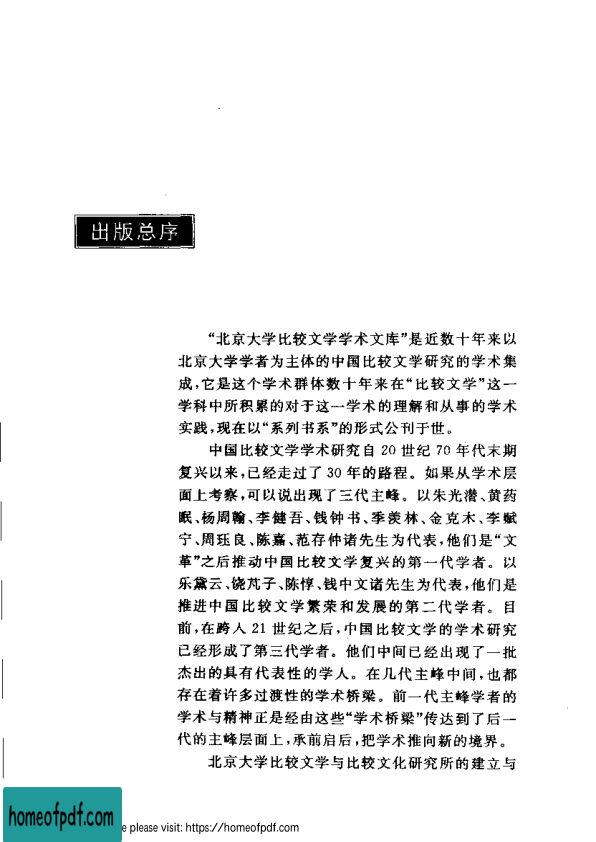 出版总序
“北京大学比较文学学术文库”是近数十年来以
北京大学学者为主体的中国比较文学研究的学术集
成,它是这个学术群体数十年来在“比较文学”这一
学科中所积累的对于这一学术的理解和从事的学术
实践,现在以“系列书系”的形式公刊于世。
中国比较文学学术研究自 20 世纪 70 年代末期
复兴以来,已经走过了 30 年的路程。如果从学术层
面上考察,可以说出现了三代主峰。以朱光潜、黄药
眠、杨周翰、李健吾、钱钟书、季羡林、金克木、李赋
宁、周珏良、陈嘉、范存仲诸先生为代表,他们是“文
革”之后推动中国比较文学复兴的第一代学者。以
乐黛云、饶芃子、陈惇、钱中文诸先生为代表,他们是
推进中国比较文学繁荣和发展的第二代学者。目
前,在跨入 21 世纪之后,中国比较文学的学术研究
已经形成了第三代学者。他们中间已经出现了一批
杰出的具有代表性的学人。在几代主峰中间,也都
存在着许多过渡性的学术桥梁。前一代主峰学者的
学术与精神正是经由这些“学术桥梁”传达到了后一
代的主峰层面上,承前启后,把学术推向新的境界。
北京大学比较文学与比较文化研究所的建立与
homeofpdf.com
e please visit: https://homeofpdf.com